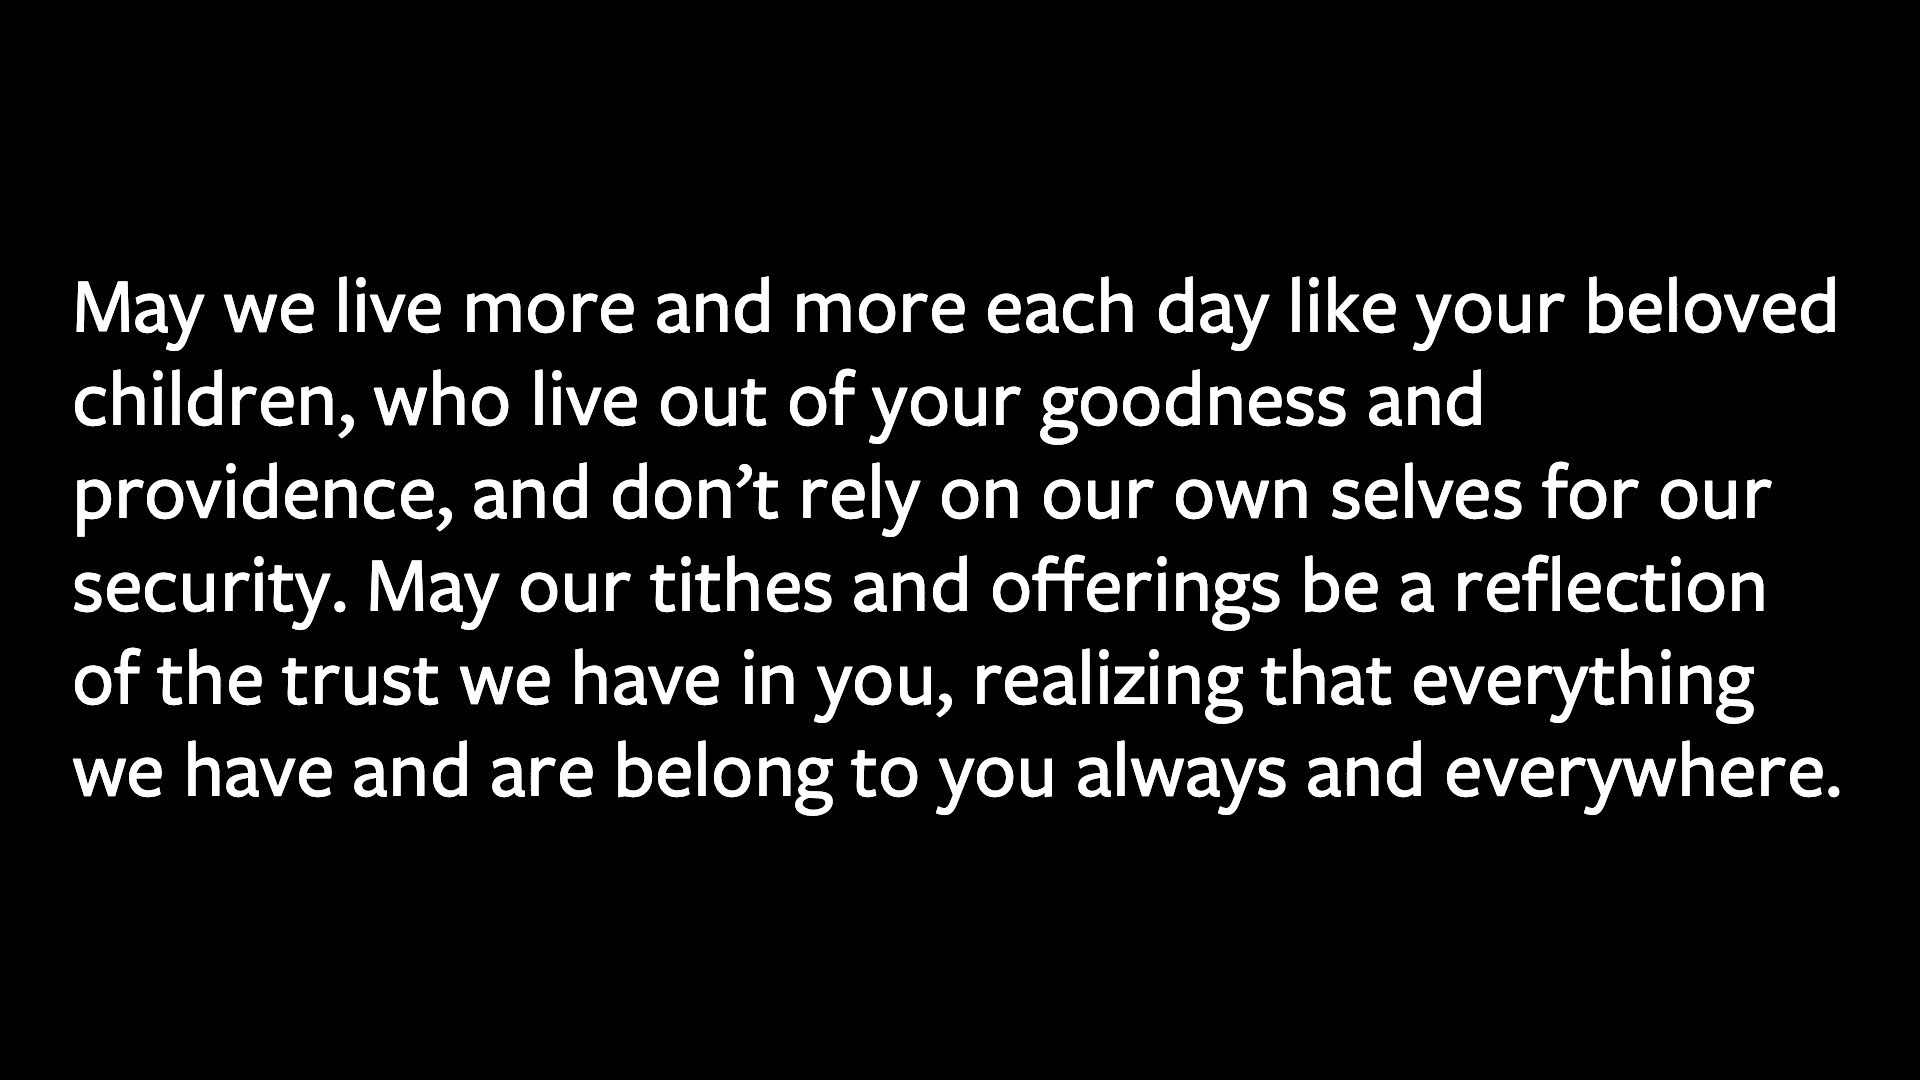 May we live more and more each day like your beloved
children, who live out of your goodness and
providence, and don’t rely on our own selves for our
security. May our tithes and offerings be a reflection
of the trust we have in you, realizing that everything
we have and are belong to you always and everywhere.